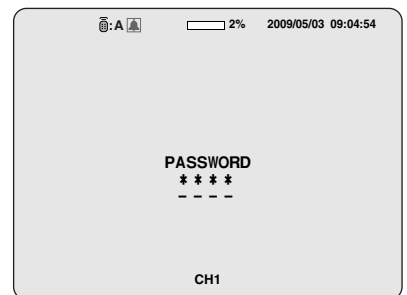 :A 2% 2009/05/03 09:04:54
PASSWORD
* * * *
– – – –
CH1